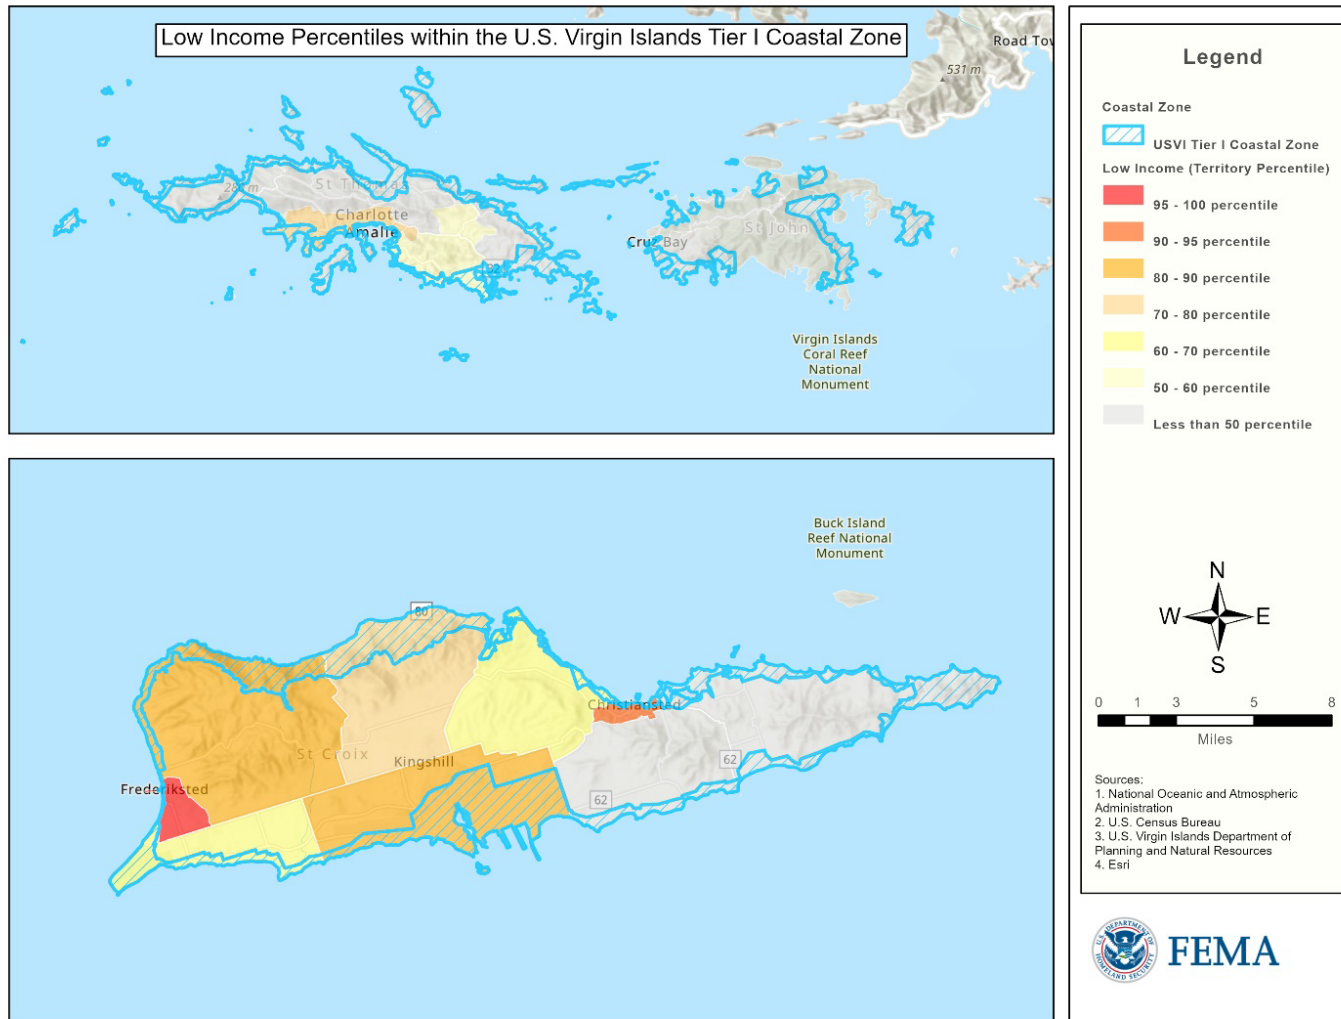 Low Income Percentiles within the U.S. Virgin Islands Tier I Coastal Zone
531 m
St Thomas
Charlotte
Amalie
Cruz Bay
St John
Virgin Islands
Coral Reef
National
Monument
Buck Island
Reef National
Monument
80
Christiansted
St Croix
Kingshill
Frederiksted
62
62
Legend
Coastal Zone
USVI Tier I Coastal Zone
Low Income (Territory Percentile)
95 - 100 percentile
90 - 95 percentile
80 - 90 percentile
70 - 80 percentile
60 - 70 percentile
50 - 60 percentile
Less than 50 percentile
N
W E
S
0 1 3 5 8
Miles
Sources:
1. National Oceanic and Atmospheric
Administration
2. U.S. Census Bureau
3. U.S. Virgin Islands Department of
Planning and Natural Resources
4. Esri
U.S. DEPARTMENT OF
HOMELAND SECURITY
FEMA